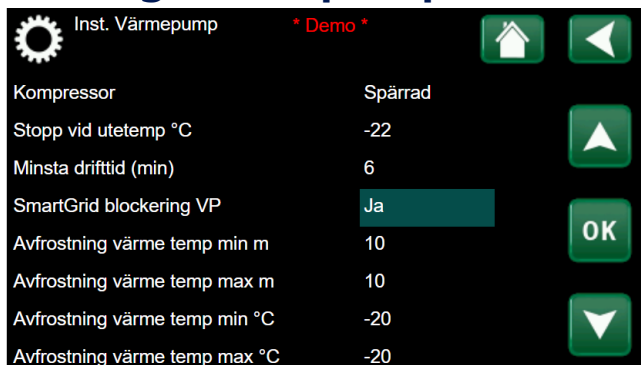 Inst. Värmepump * Demo *
Kompressor Spärrad
Stopp vid utetemp °C -22
Minsta drifttid (min) 6
SmartGrid blockering VP Ja
OK
Avfrostning värme temp min m 10
Avfrostning värme temp max m 10
Avfrostning värme temp min °C -20
Avfrostning värme temp max °C -20